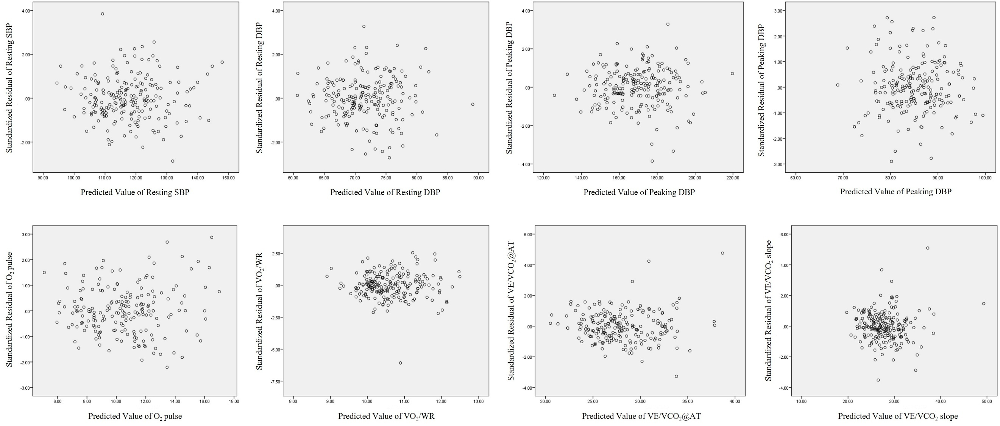 Standardized Residual of Resting SBP
4.00
2.00
.00
-2.00
90.00 100.00 110.00 120.00 130.00 140.00 150.00
Predicted Value of Resting SBP
Standardized Residual of Resting DBP
4.00
2.00
.00
-2.00
60.00 65.00 70.00 75.00 80.00 85.00 90.00
Predicted Value of Resting DBP
Standardized Residual of Peaking DBP
4.00
2.00
.00
-2.00
-4.00
120.00 140.00 160.00 180.00 200.00 220.00
Predicted Value of Peaking DBP
Standardized Residual of Peaking DBP
3.00
2.00
1.00
.00
-1.00
-2.00
-3.00
60.00 70.00 80.00 90.00 100.00
Predicted Value of Peaking DBP
Standardized Residual of O₂ pulse
3.00
2.00
1.00
.00
-1.00
-2.00
-3.00
6.00 8.00 10.00 12.00 14.00 16.00 18.00
Predicted Value of O₂ pulse
Standardized Residual of VO₂/WR
2.50
.00
-2.50
-5.00
-7.50
8.00 9.00 10.00 11.00 12.00 13.00
Predicted Value of VO₂/WR
Standardized Residual of VE/VCO₂@AT
6.00
4.00
2.00
.00
-2.00
-4.00
20.00 25.00 30.00 35.00 40.00
Predicted Value of VE/VCO₂@AT
Standardized Residual of VE/VCO₂ slope
6.00
4.00
2.00
.00
-2.00
-4.00
10.00 20.00 30.00 40.00 50.00
Predicted Value of VE/VCO₂ slope